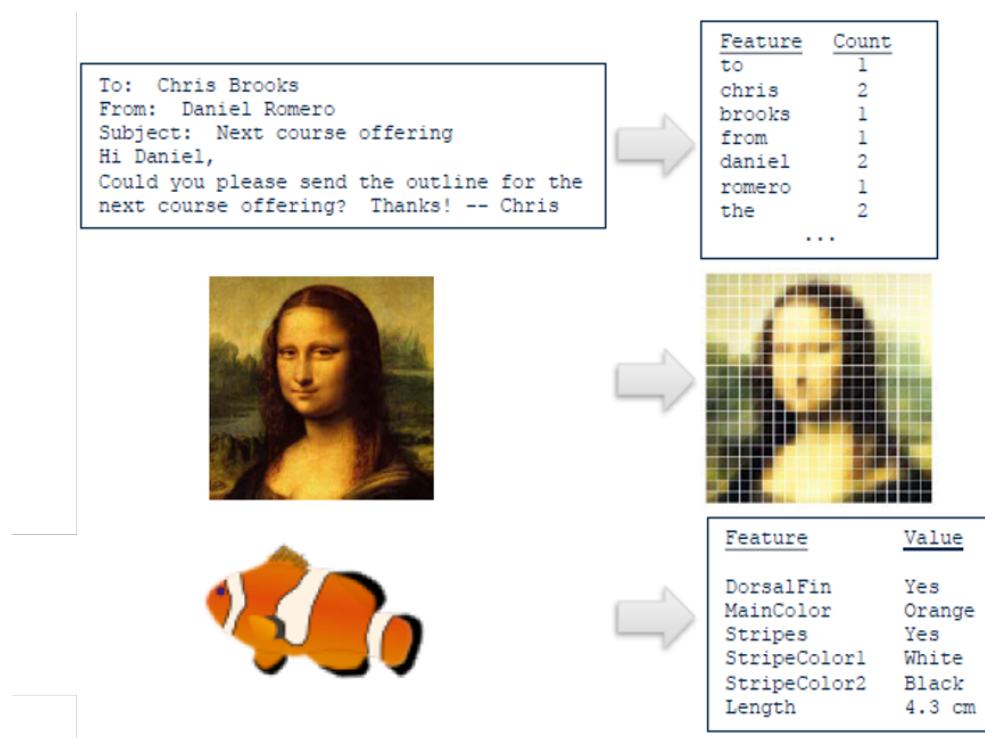 To:  Chris Brooks
From:  Daniel Romero
Subject:  Next course offering
Hi Daniel,
Could you please send the outline for the
next course offering?  Thanks! -- Chris
Feature Count
to 1
chris 2
brooks 1
from 1
daniel 2
romero 1
the 2
...
Feature Value
DorsalFin Yes
MainColor Orange
Stripes Yes
StripeColor1 White
StripeColor2 Black
Length 4.3 cm